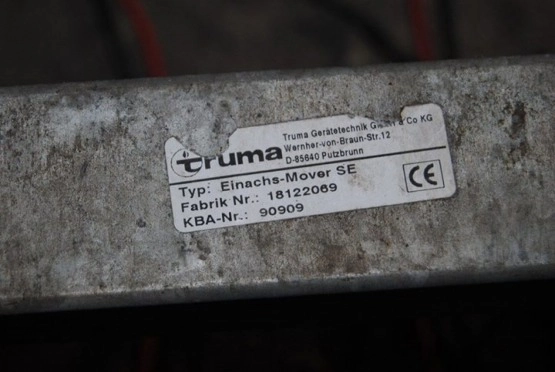 truma
Truma Gerätetechnik GmbH & Co KG
Wernher-von-Braun-Str.12
D-85640 Putzbrunn
Typ: Einachs-Mover SE
Fabrik Nr.: 18122069
KBA-Nr.: 90909
CE